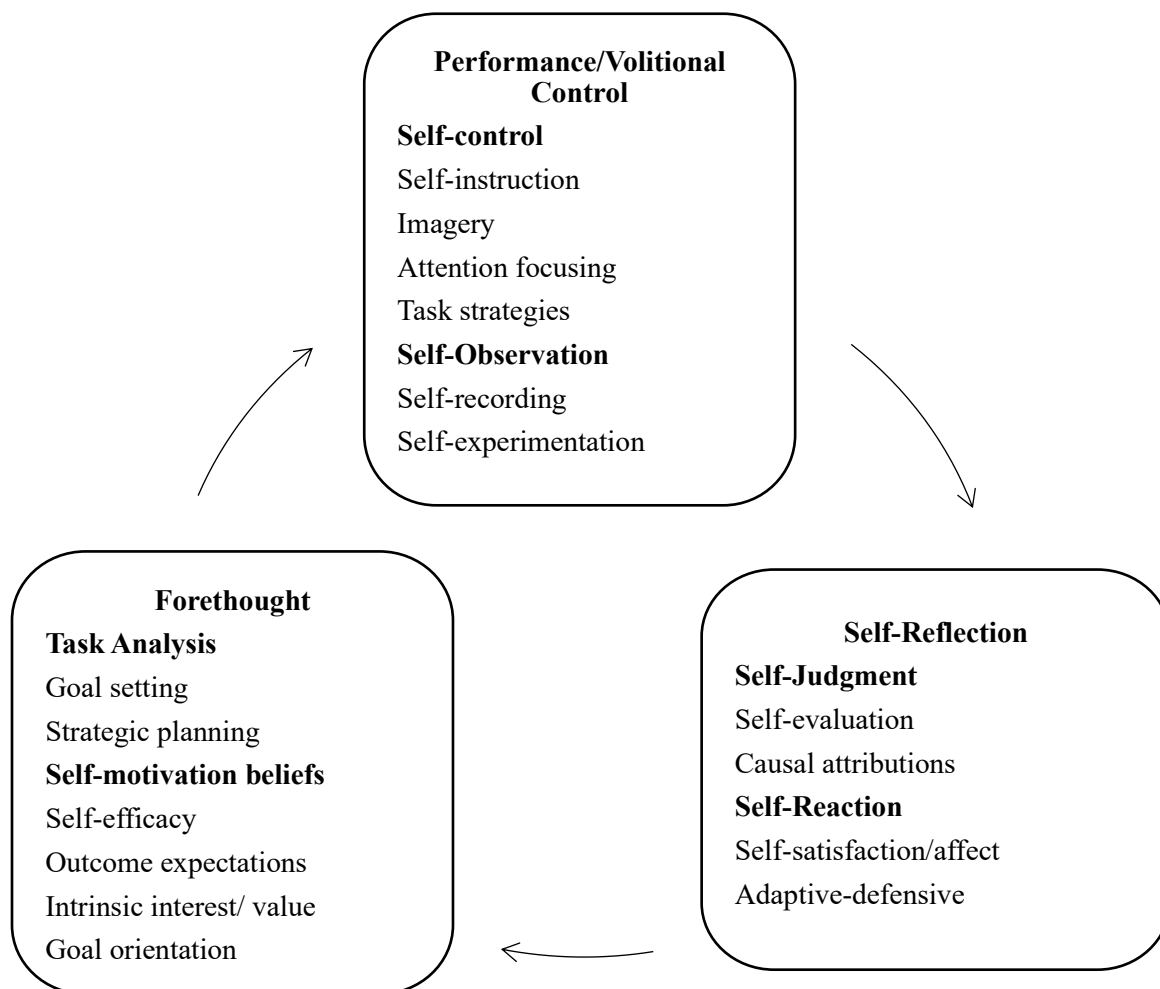 Performance/Volitional
Control
Self-control
Self-instruction
Imagery
Attention focusing
Task strategies
Self-Observation
Self-recording
Self-experimentation
Forethought
Task Analysis
Goal setting
Strategic planning
Self-motivation beliefs
Self-efficacy
Outcome expectations
Intrinsic interest/ value
Goal orientation
Self-Reflection
Self-Judgment
Self-evaluation
Causal attributions
Self-Reaction
Self-satisfaction/affect
Adaptive-defensive